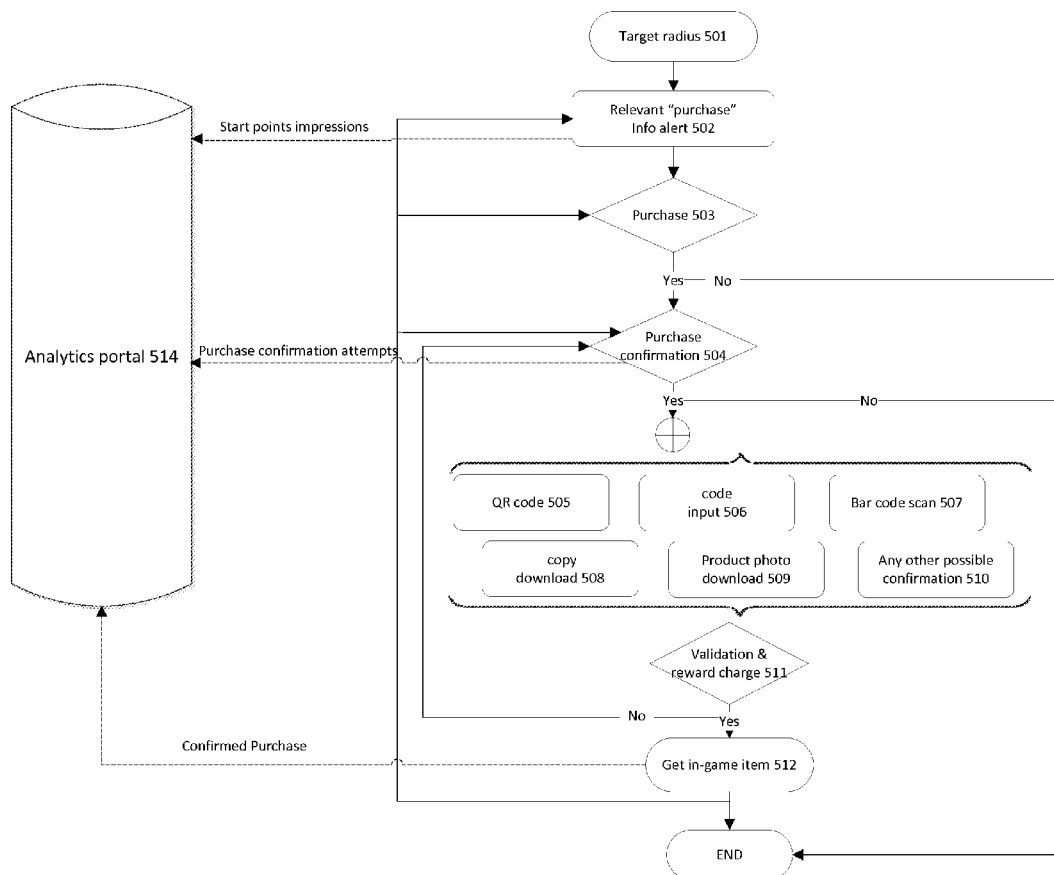 Target radius 501
Relevant “purchase”
Info alert 502
Start points impressions
Purchase 503
Yes
No
Purchase
confirmation 504
Purchase confirmation attempts
Analytics portal 514
Yes
No
QR code 505
code
input 506
Bar code scan 507
copy
download 508
Product photo
download 509
Any other possible
confirmation 510
Validation &
reward charge 511
No
Yes
Confirmed Purchase
Get in-game item 512
END